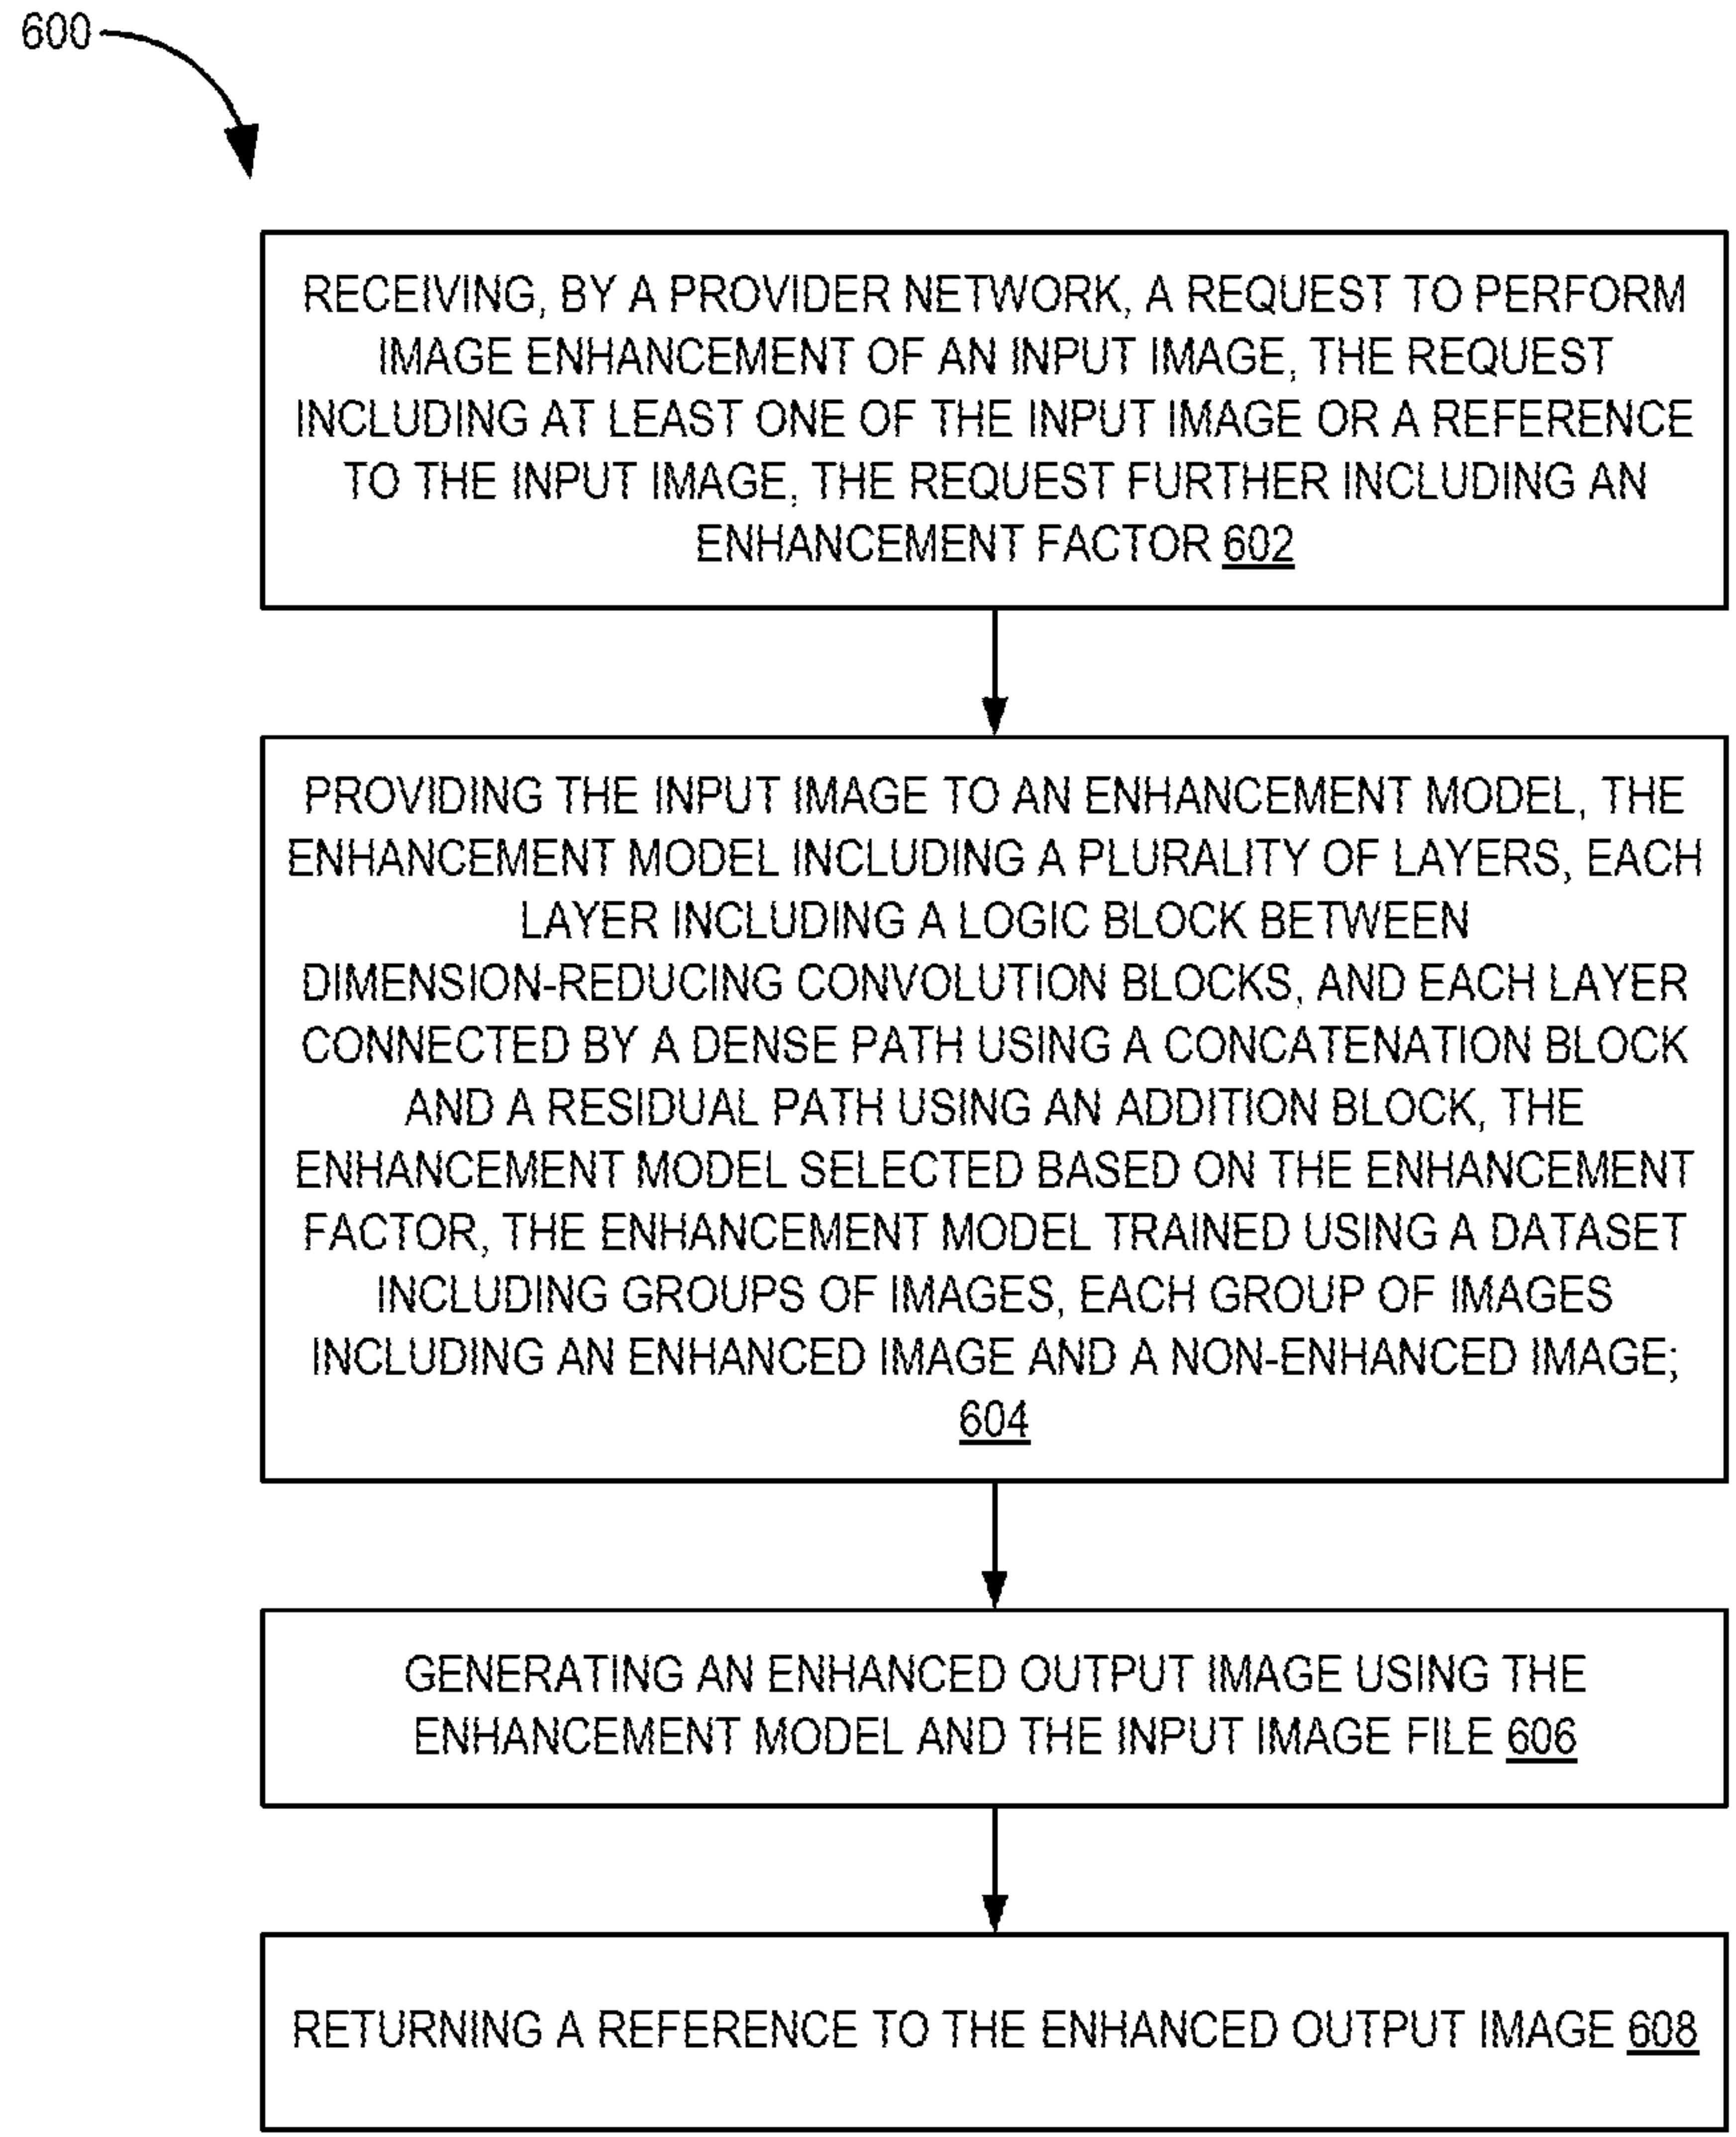 600
RECEIVING, BY A PROVIDER NETWORK, A REQUEST TO PERFORM
IMAGE ENHANCEMENT OF AN INPUT IMAGE, THE REQUEST
INCLUDING AT LEAST ONE OF THE INPUT IMAGE OR A REFERENCE
TO THE INPUT IMAGE, THE REQUEST FURTHER INCLUDING AN
ENHANCEMENT FACTOR 602
PROVIDING THE INPUT IMAGE TO AN ENHANCEMENT MODEL, THE
ENHANCEMENT MODEL INCLUDING A PLURALITY OF LAYERS, EACH
LAYER INCLUDING A LOGIC BLOCK BETWEEN
DIMENSION-REDUCING CONVOLUTION BLOCKS, AND EACH LAYER
CONNECTED BY A DENSE PATH USING A CONCATENATION BLOCK
AND A RESIDUAL PATH USING AN ADDITION BLOCK, THE
ENHANCEMENT MODEL SELECTED BASED ON THE ENHANCEMENT
FACTOR, THE ENHANCEMENT MODEL TRAINED USING A DATASET
INCLUDING GROUPS OF IMAGES, EACH GROUP OF IMAGES
INCLUDING AN ENHANCED IMAGE AND A NON-ENHANCED IMAGE;
604
GENERATING AN ENHANCED OUTPUT IMAGE USING THE
ENHANCEMENT MODEL AND THE INPUT IMAGE FILE 606
RETURNING A REFERENCE TO THE ENHANCED OUTPUT IMAGE 608